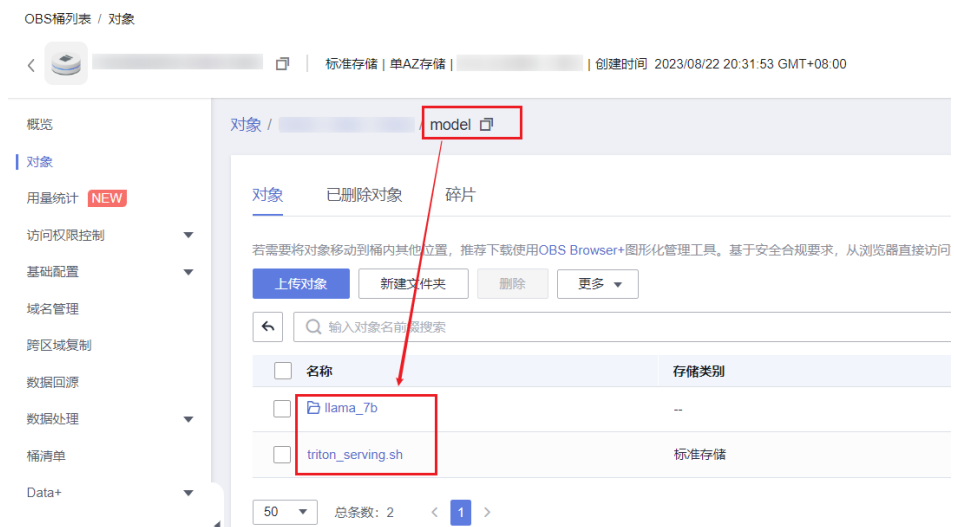 OBS桶列表 / 对象
标准存储 | 单AZ存储 | | 创建时间 2023/08/22 20:31:53 GMT+08:00
概览
对象
用量统计 NEW
访问权限控制
基础配置
域名管理
跨区域复制
数据回源
数据处理
桶清单
Data+
对象 / / model
对象 已删除对象 碎片
若需要将对象移动到桶内其他位置，推荐下载使用OBS Browser+图形化管理工具。基于安全合规要求，从浏览器直接访问
上传对象 新建文件夹 删除 更多
输入对象名前缀搜索
名称 存储类别
llama_7b --
triton_serving.sh 标准存储
50 总条数: 2 < 1 >